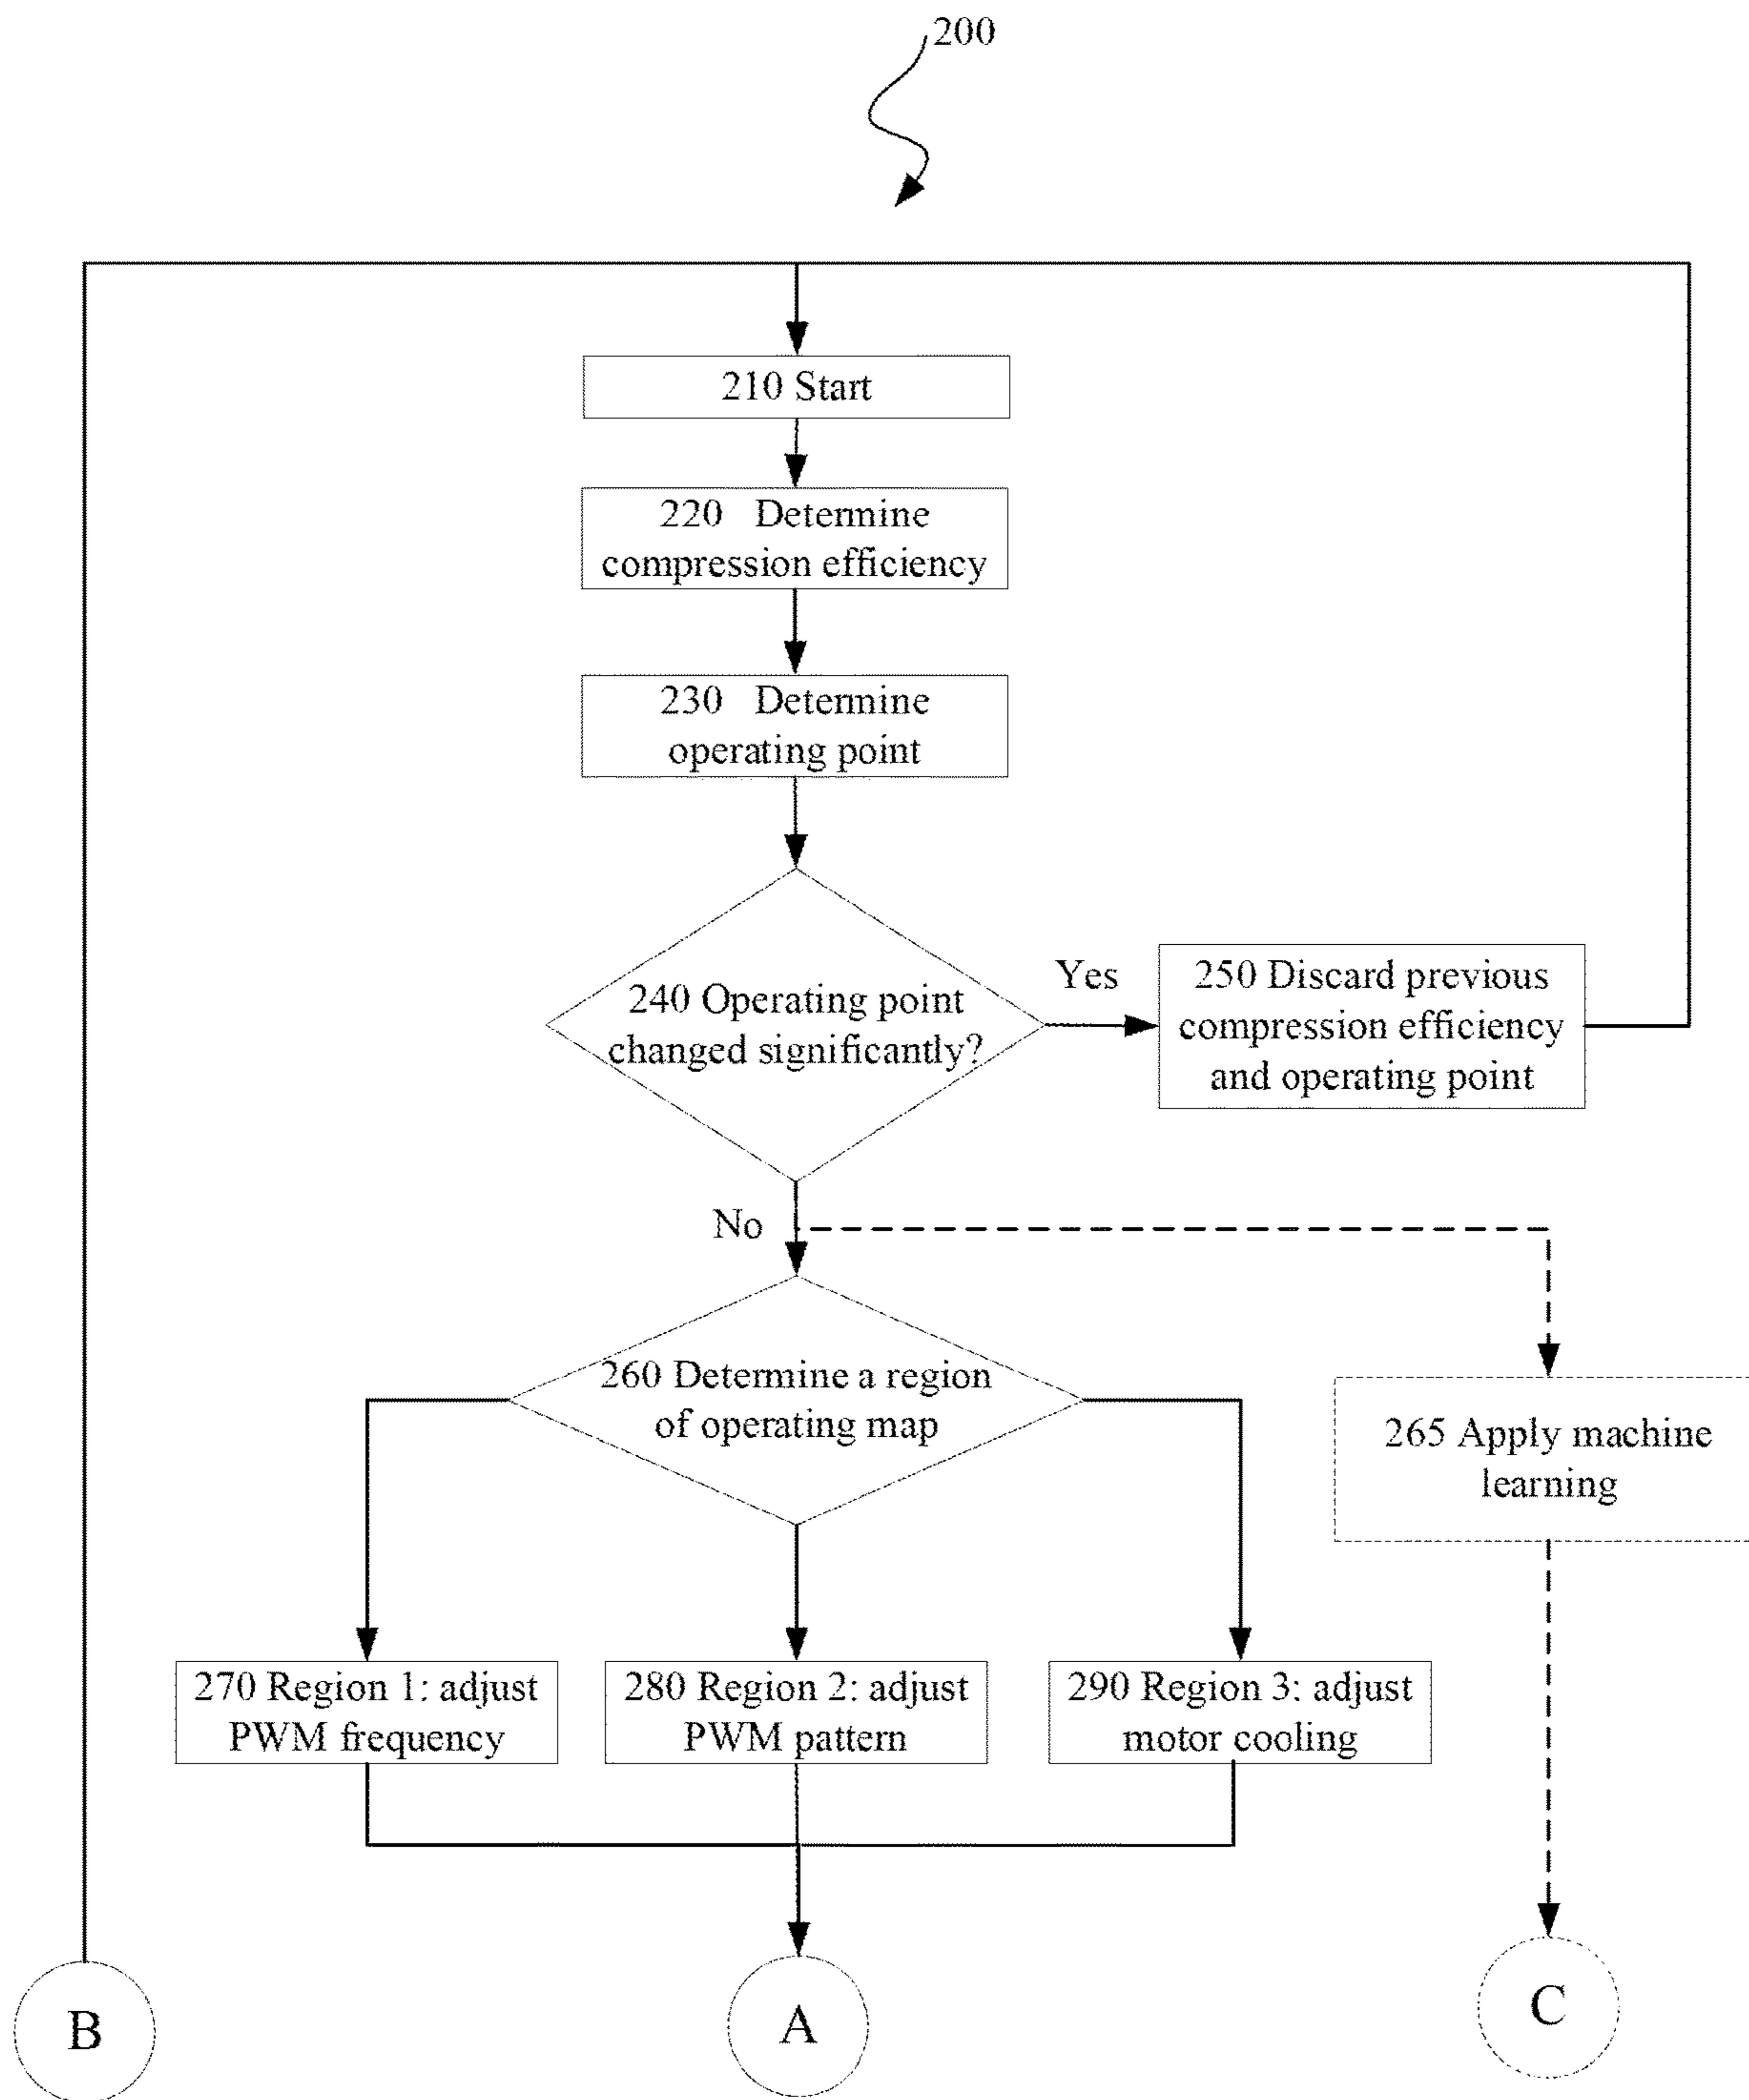 200
210 Start
220 Determine
compression efficiency
230 Determine
operating point
240 Operating point
changed significantly?
Yes
250 Discard previous
compression efficiency
and operating point
No
260 Determine a region
of operating map
265 Apply machine
learning
270 Region 1: adjust
PWM frequency
280 Region 2: adjust
PWM pattern
290 Region 3: adjust
motor cooling
B
A
C